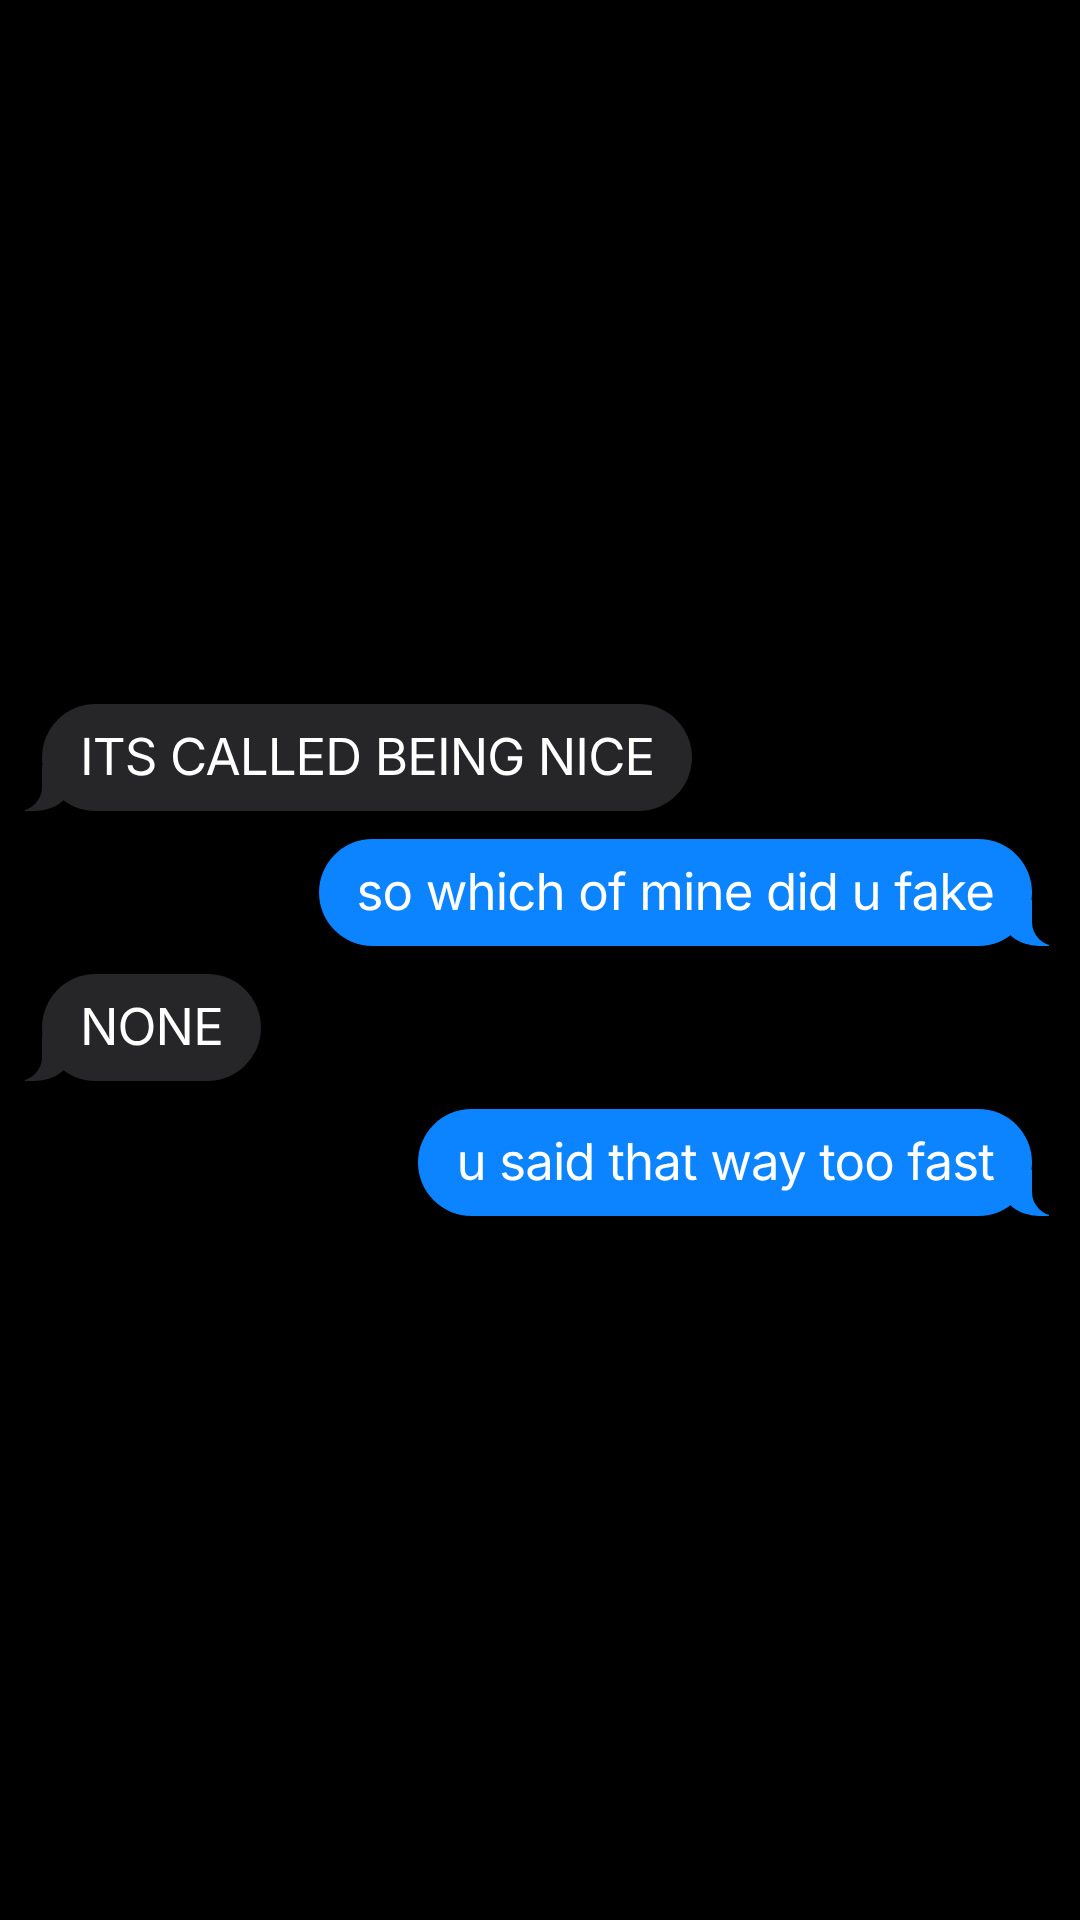 ITS CALLED BEING NICE
so which of mine did u fake
NONE
u said that way too fast